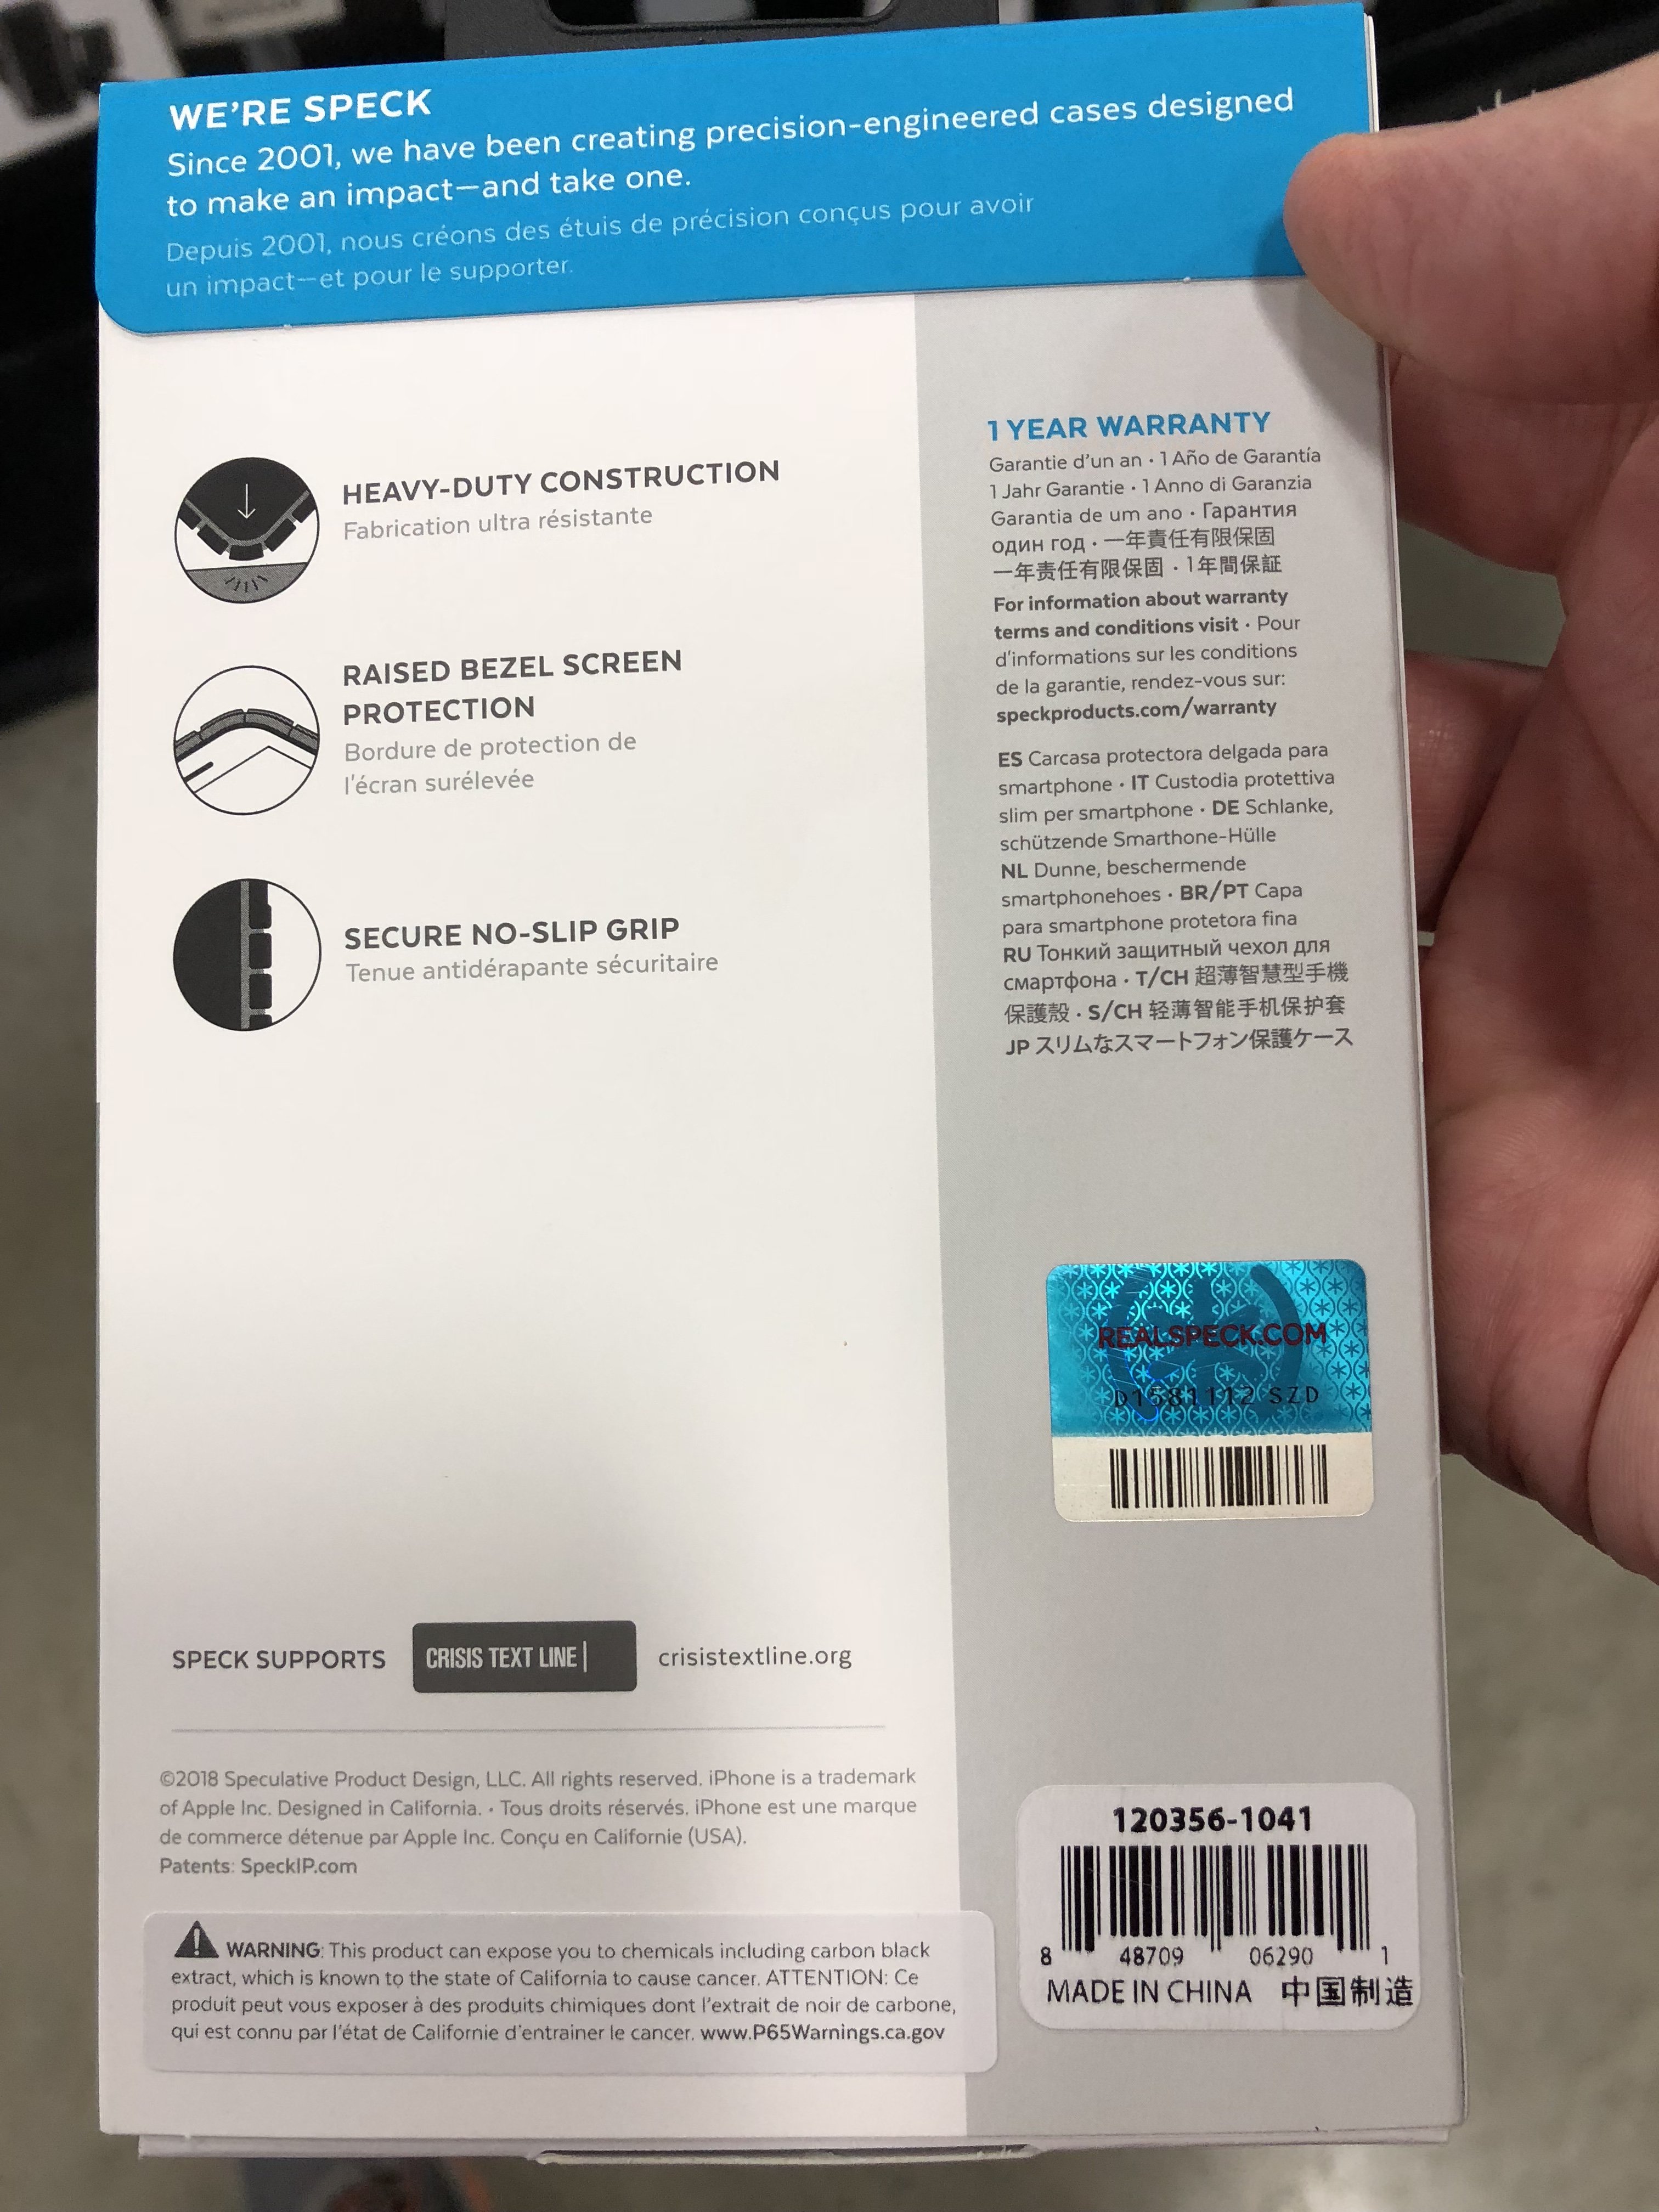 WE'RE SPECK
Since 2001, we have been creating precision-engineered cases designed
to make an impact—and take one.
Depuis 2001, nous créons des étuis de précision conçus pour avoir
un impact—et pour le supporter.
HEAVY-DUTY CONSTRUCTION
Fabrication ultra résistante
RAISED BEZEL SCREEN
PROTECTION
Bordure de protection de
l'écran surélevée
SECURE NO-SLIP GRIP
Tenue antidérapante sécuritaire
1 YEAR WARRANTY
Garantie d'un an · 1 Año de Garantía
1 Jahr Garantie · 1 Anno di Garanzia
Garantia de um ano · Гарантия
один год · 一年責任有限保固
一年责任有限保固 · 1年間保証
For information about warranty
terms and conditions visit · Pour
d'informations sur les conditions
de la garantie, rendez-vous sur:
speckproducts.com/warranty
ES Carcasa protectora delgada para
smartphone · IT Custodia protettiva
slim per smartphone · DE Schlanke,
schützende Smarthone-Hülle
NL Dunne, beschermende
smartphonehoes · BR/PT Capa
para smartphone protetora fina
RU Тонкий защитный чехол для
смартфона · T/CH 超薄智慧型手機
保護殼 · S/CH 轻薄智能手机保护套
JP スリムなスマートフォン保護ケース
REALSPECK.COM
D1581112 SZD
SPECK SUPPORTS CRISIS TEXT LINE| crisistextline.org
©2018 Speculative Product Design, LLC. All rights reserved. iPhone is a trademark
of Apple Inc. Designed in California. · Tous droits réservés. iPhone est une marque
de commerce détenue par Apple Inc. Conçu en Californie (USA).
Patents: SpeckIP.com
WARNING: This product can expose you to chemicals including carbon black
extract, which is known to the state of California to cause cancer. ATTENTION: Ce
produit peut vous exposer à des produits chimiques dont l'extrait de noir de carbone,
qui est connu par l'état de Californie d'entrainer le cancer. www.P65Warnings.ca.gov
120356-1041
8 48709 06290 1
MADE IN CHINA 中国制造